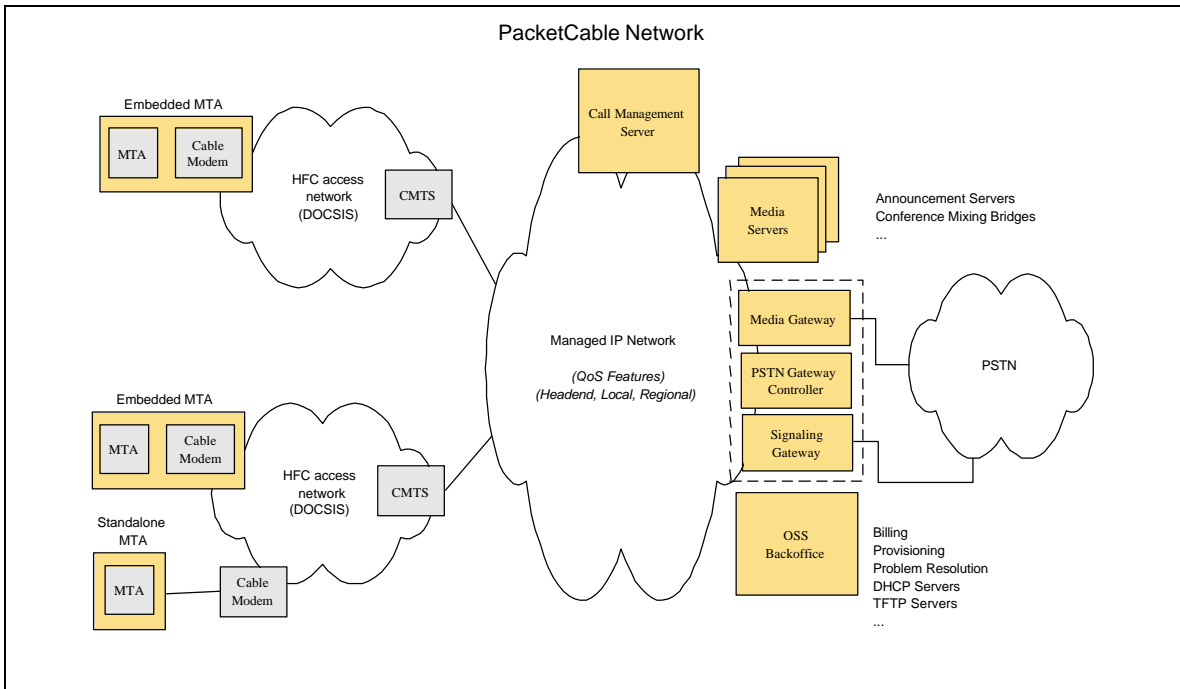 PacketCable Network
Embedded MTA
MTA
Cable
Modem
HFC access
network
(DOCSIS)
CMTS
Call Management
Server
Media
Servers
Announcement Servers
Conference Mixing Bridges
...
Managed IP Network
(QoS Features)
(Headend, Local, Regional)
Media Gateway
PSTN Gateway
Controller
Signaling
Gateway
PSTN
Embedded MTA
MTA
Cable
Modem
HFC access
network
(DOCSIS)
CMTS
Standalone
MTA
MTA
Cable
Modem
OSS
Backoffice
Billing
Provisioning
Problem Resolution
DHCP Servers
TFTP Servers
...